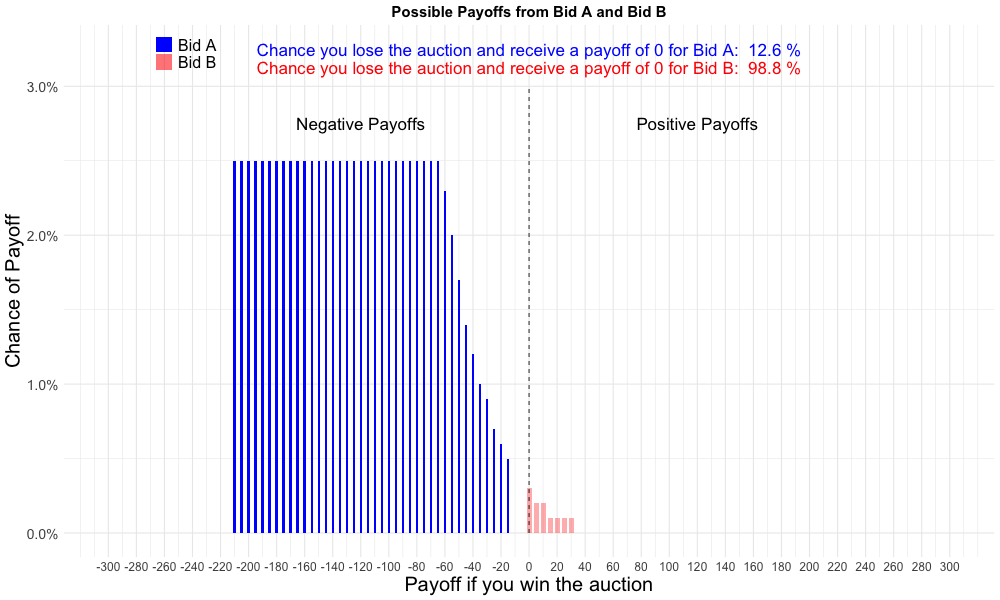 Possible Payoffs from Bid A and Bid B
Bid A
Bid B
Chance you lose the auction and receive a payoff of 0 for Bid A: 12.6 %
Chance you lose the auction and receive a payoff of 0 for Bid B: 98.8 %
Negative Payoffs
Positive Payoffs
Chance of Payoff
3.0%
2.0%
1.0%
0.0%
-300 -280 -260 -240 -220 -200 -180 -160 -140 -120 -100 -80 -60 -40 -20 0 20 40 60 80 100 120 140 160 180 200 220 240 260 280 300
Payoff if you win the auction